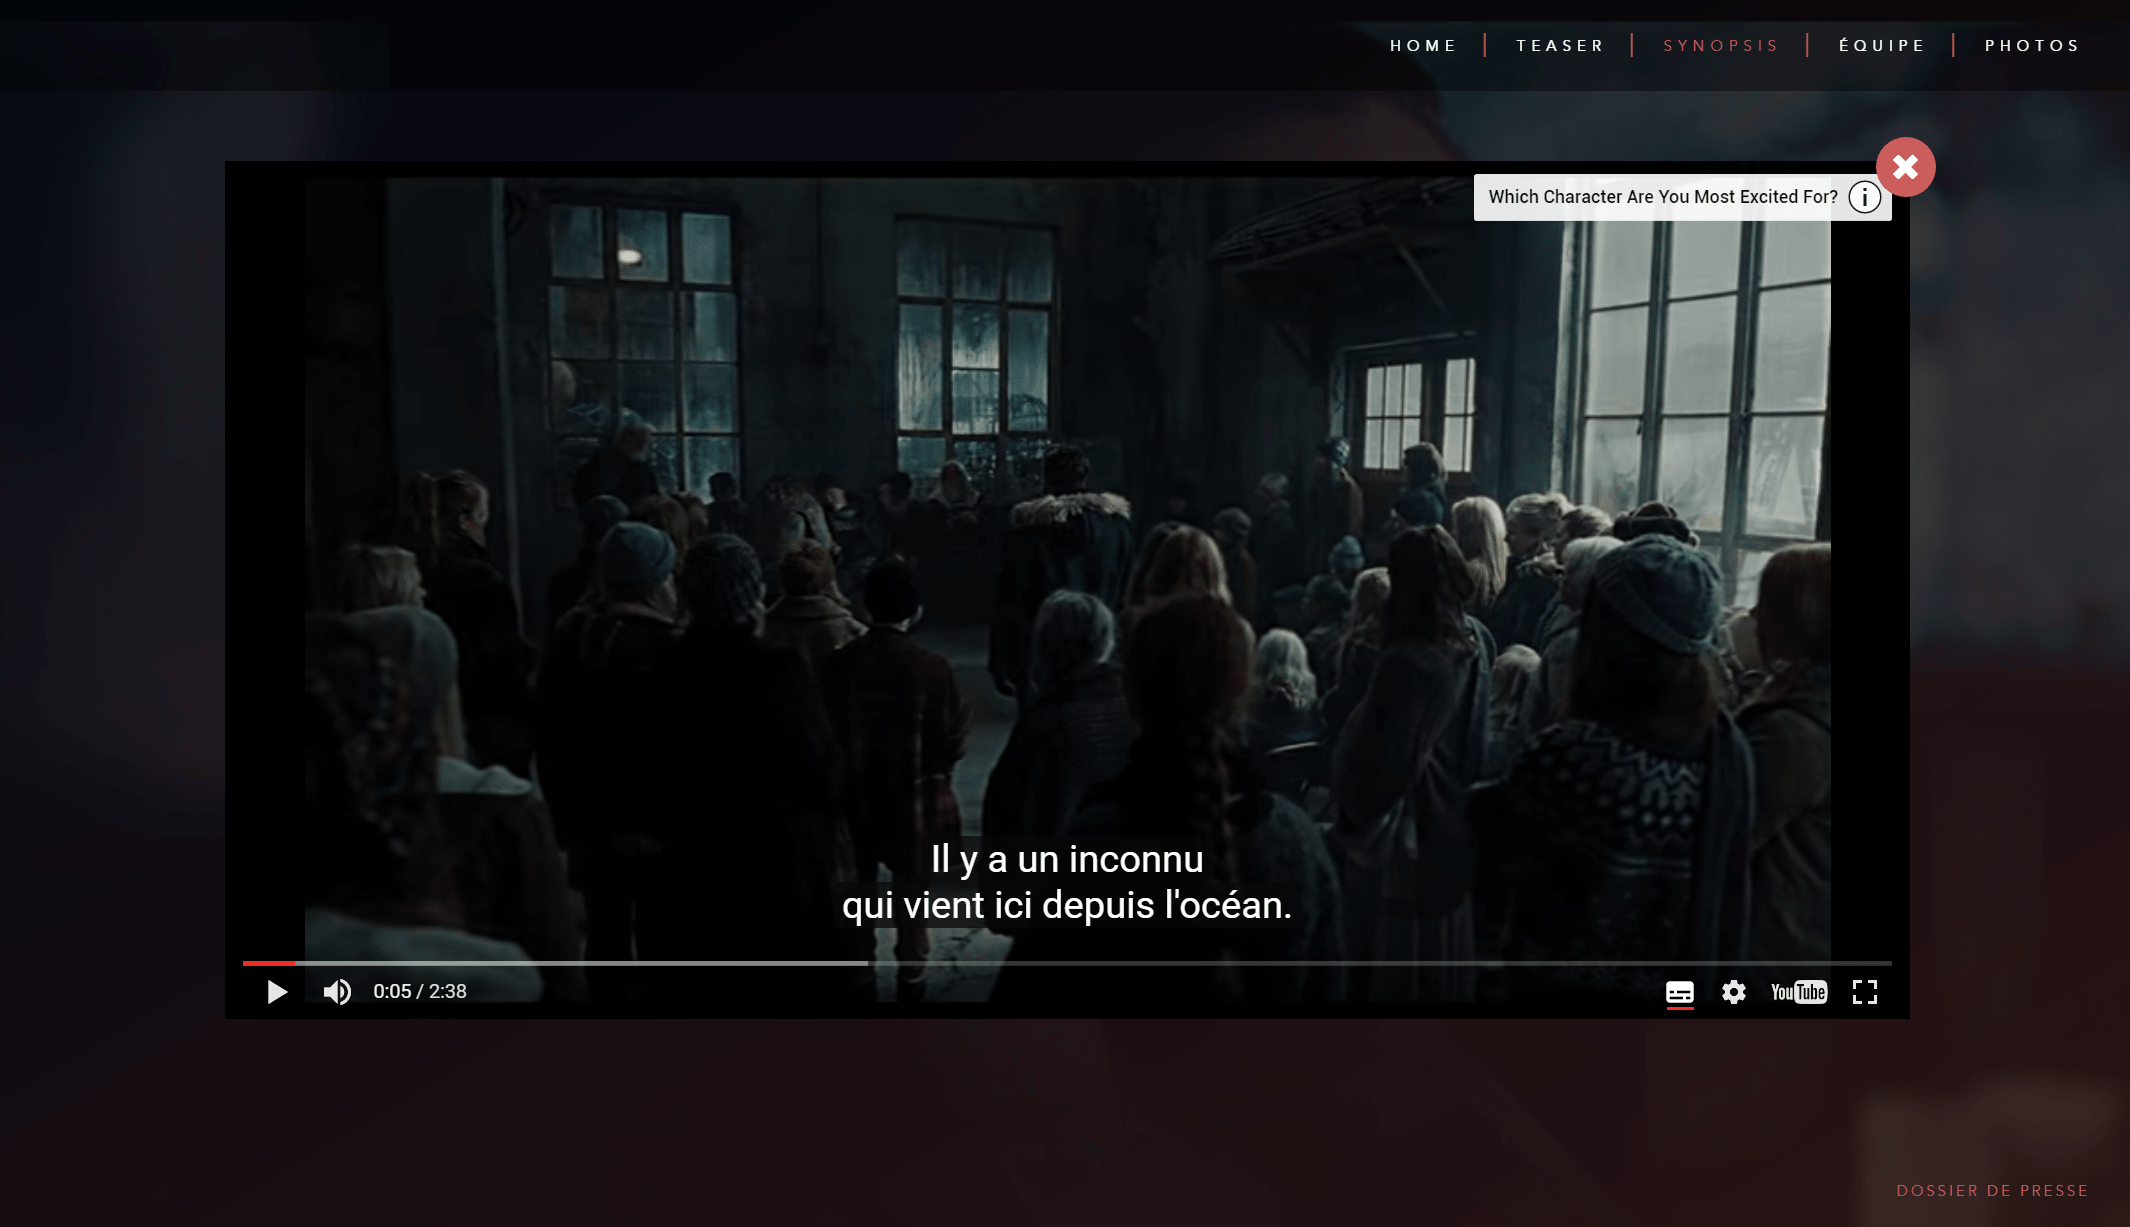 HOME TEASER SYNOPSIS ÉQUIPE PHOTOS
Which Character Are You Most Excited For? i
Il y a un inconnu
qui vient ici depuis l'océan.
0:05 / 2:38
YouTube
DOSSIER DE PRESSE